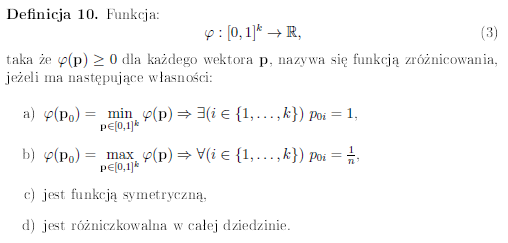 Definicja 10. Funkcja:
φ : [0, 1]ᵏ → ℝ, (3)
taka że φ(p) ≥ 0 dla każdego wektora p, nazywa się funkcją zróżnicowania,
jeżeli ma następujące własności:
a) φ(p₀) = min_{p∈[0,1]ᵏ} φ(p) ⇒ ∃(i ∈ {1, . . . , k}) p₀ᵢ = 1,
b) φ(p₀) = max_{p∈[0,1]ᵏ} φ(p) ⇒ ∀(i ∈ {1, . . . , k}) p₀ᵢ = 1/n,
c) jest funkcją symetryczną,
d) jest różniczkowalna w całej dziedzinie.